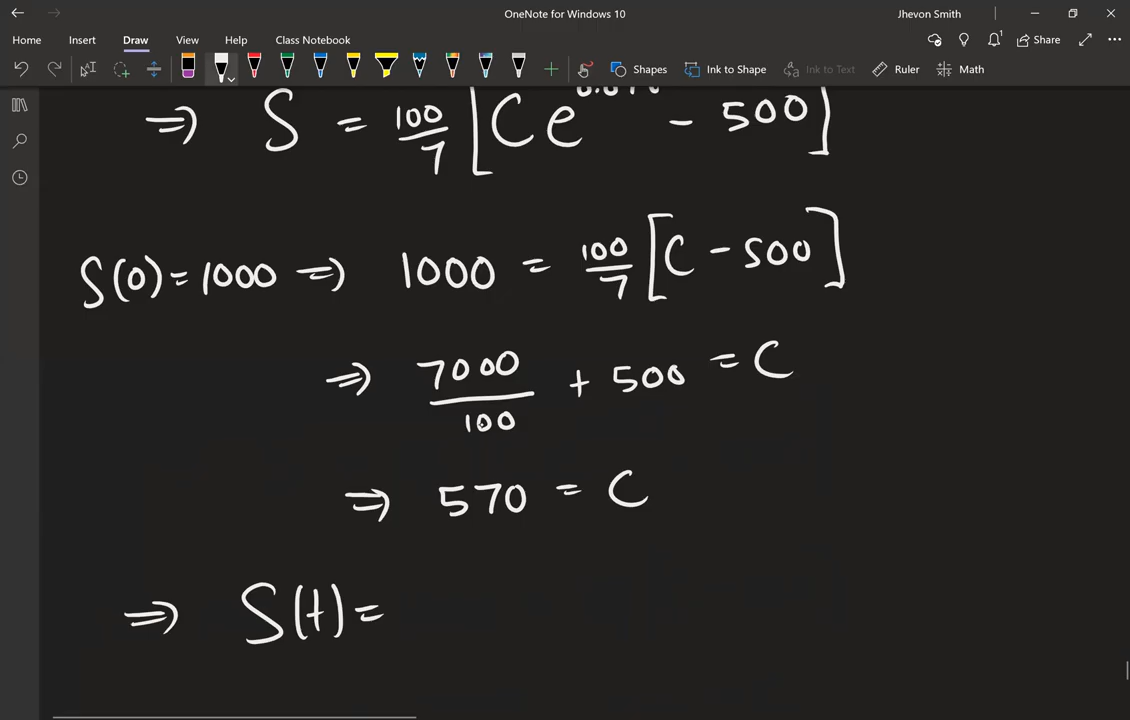 OneNote for Windows 10
Jhevon Smith
Home Insert Draw View Help Class Notebook Share
Shapes Ink to Shape Ink to Text Ruler Math
⇒ S = 100/7 [Ce - 500]
S(0) = 1000 ⇒ 1000 = 100/7 [C - 500]
⇒ 7000/100 + 500 = C
⇒ 570 = C
⇒ S(t) =